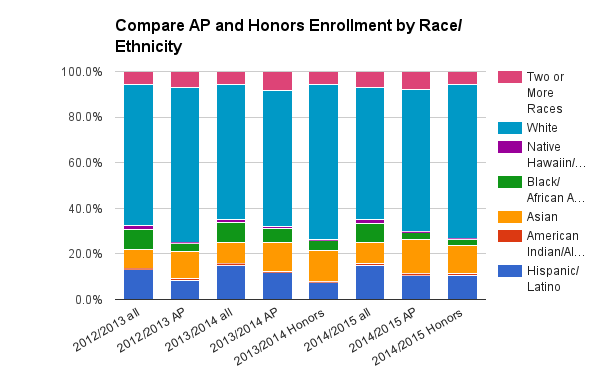 Compare AP and Honors Enrollment by Race/
Ethnicity
100.0%
80.0%
60.0%
40.0%
20.0%
0.0%
2012/2013 all
2012/2013 AP
2013/2014 all
2013/2014 AP
2013/2014 Honors
2014/2015 all
2014/2015 AP
2014/2015 Honors
Two or
More
Races
White
Native
Hawaiin/...
Black/
African A...
Asian
American
Indian/Al...
Hispanic/
Latino